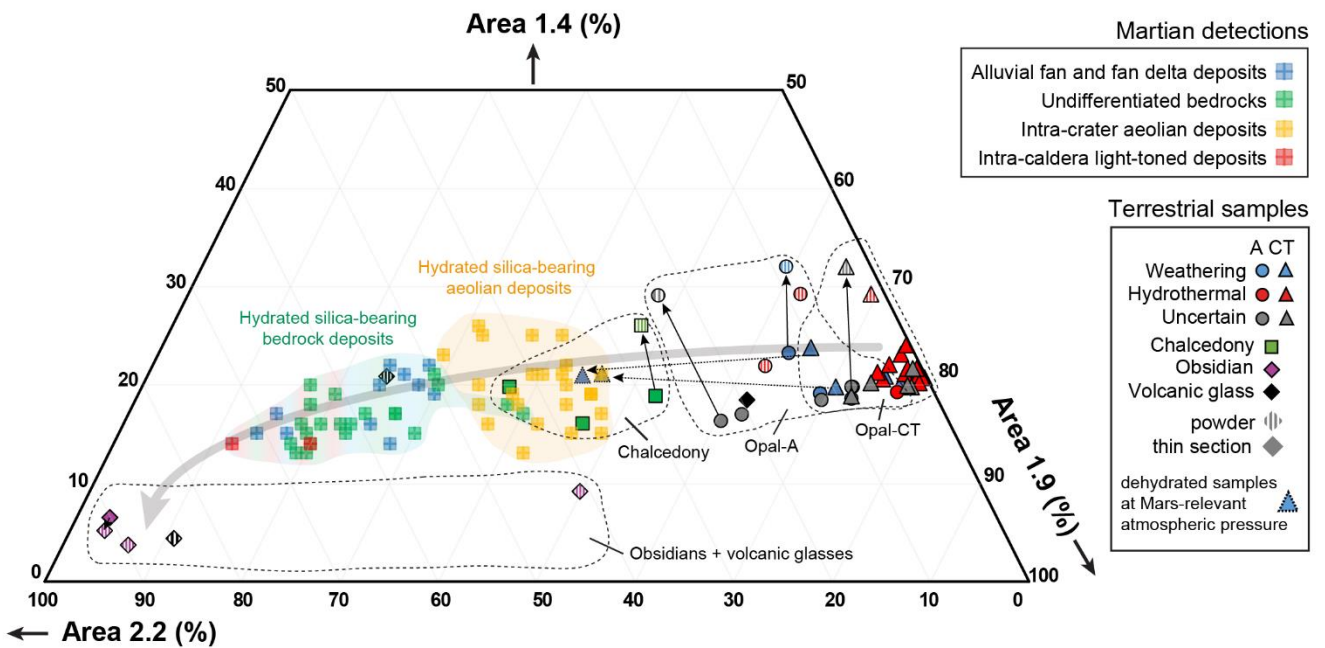 Area 1.4 (%)
50
50
40
60
30
70
20
80
10
90
0
100
100
90
80
70
60
50
40
30
20
10
0
Area 2.2 (%)
Area 1.9 (%)
Hydrated silica-bearing
aeolian deposits
Hydrated silica-bearing
bedrock deposits
Chalcedony
Opal-A
Opal-CT
Obsidians + volcanic glasses
Martian detections
Alluvial fan and fan delta deposits
Undifferentiated bedrocks
Intra-crater aeolian deposits
Intra-caldera light-toned deposits
Terrestrial samples
A CT
Weathering
Hydrothermal
Uncertain
Chalcedony
Obsidian
Volcanic glass
powder
thin section
dehydrated samples
at Mars-relevant
atmospheric pressure